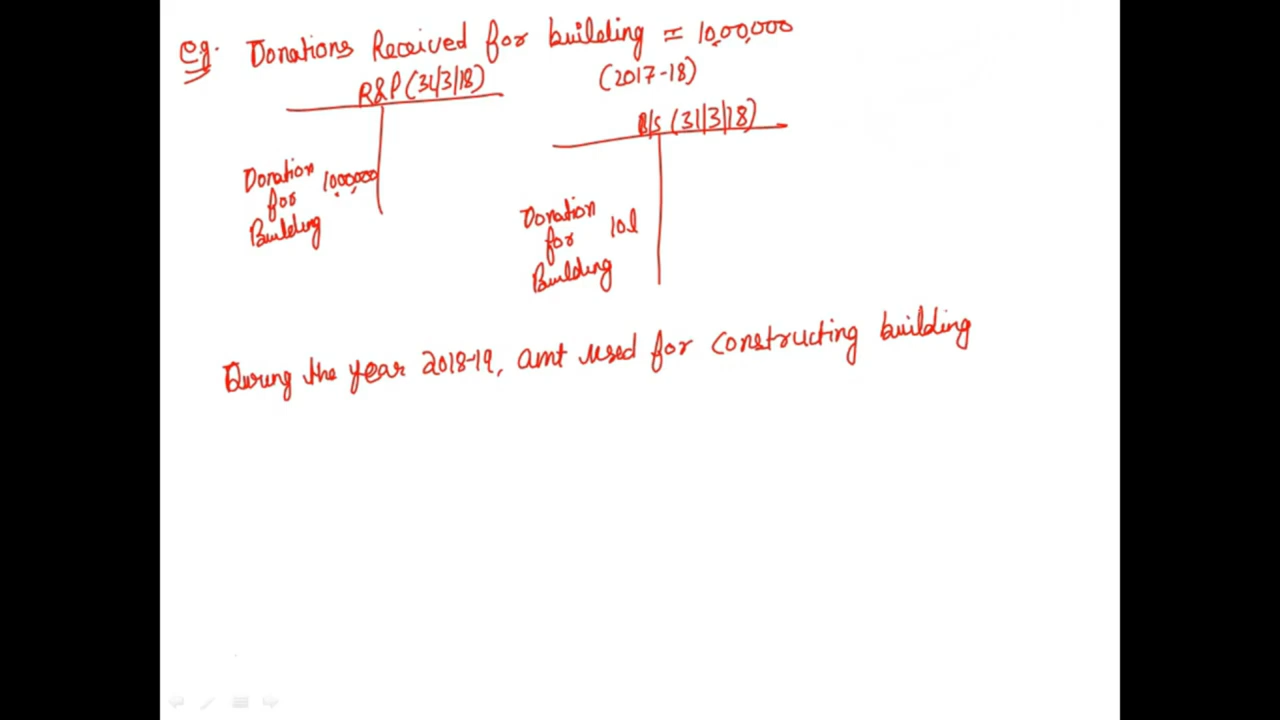 eg. Donations Received for building = 10,00,000
(2017-18)
R&P (31/3/18)
Donation
for 10,00,000
Building
B/S (31/3/18)
Donation
for 10l
Building
During the year 2018-19, amt used for constructing building